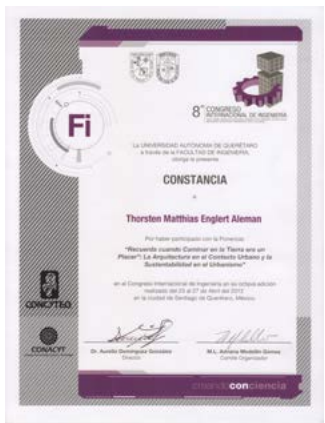 Fi
8° CONGRESO
INTERNACIONAL DE INGENIERÍA
La UNIVERSIDAD AUTÓNOMA DE QUERÉTARO
a través de la FACULTAD DE INGENIERÍA,
otorga la presente
CONSTANCIA
A
Thorsten Matthias Englert Aleman
Por haber participado con la Ponencia:
"Recuerdo cuando Caminar en la Tierra era un
Placer": La Arquitectura en el Contexto Urbano y la
Sustentabilidad en el Urbanismo"
en el Congreso Internacional de Ingeniería en su octava edición
realizado del 23 al 27 de Abril del 2012
en la ciudad de Santiago de Querétaro, México.
CONCYTEQ
CONACYT
Dr. Aurelio Domínguez González
Director
M.L. Adriana Medellín Gómez
Comité Organizador
creandoconciencia